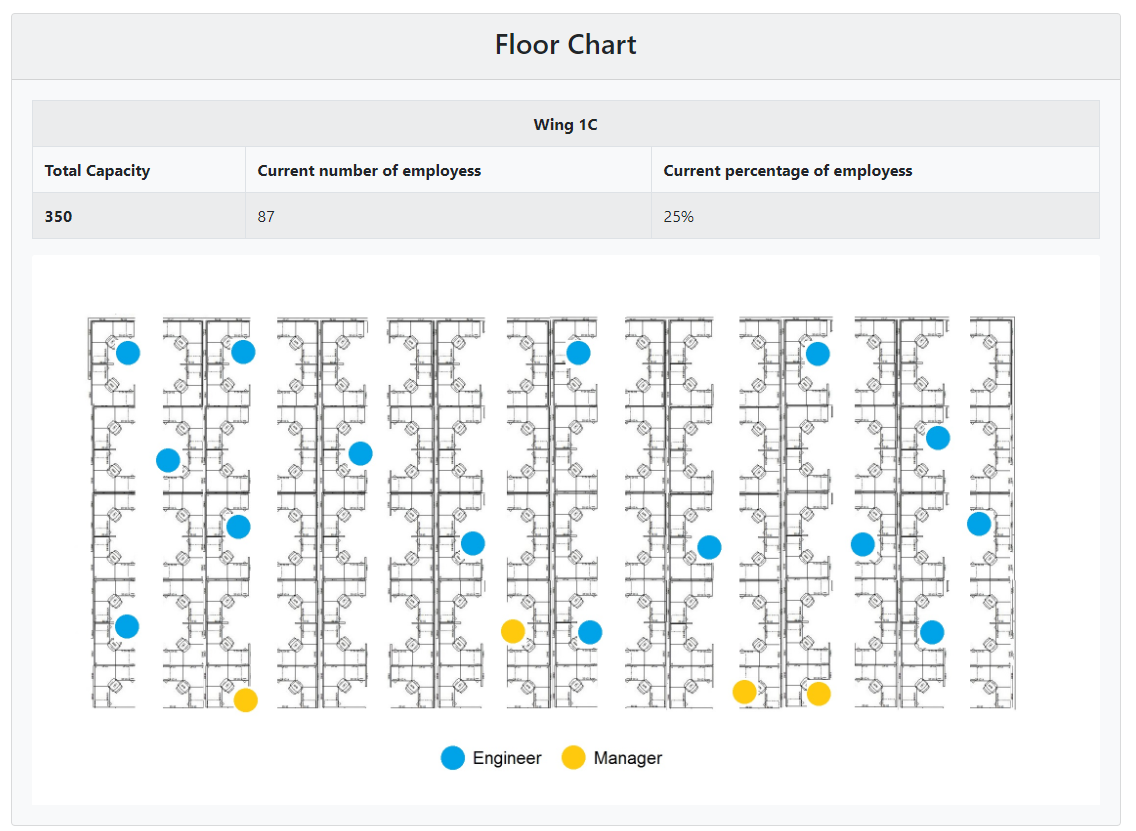 Floor Chart
Wing 1C
Total Capacity Current number of employess Current percentage of employess
350 87 25%
Engineer Manager